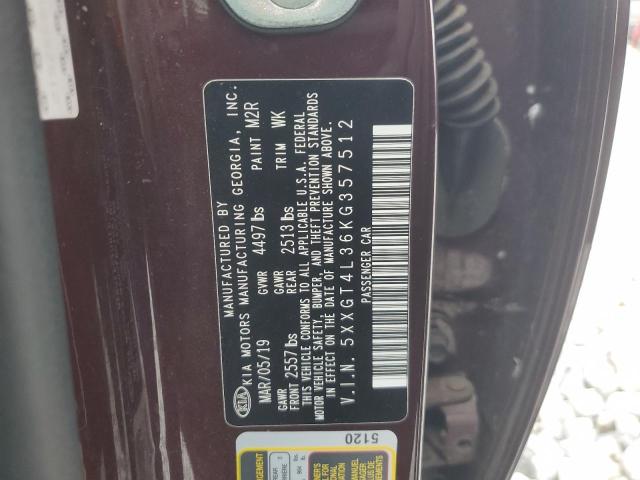 KIA
MANUFACTURED BY
KIA MOTORS MANUFACTURING GEORGIA, INC.
MAR/05/19 GVWR 4497 lbs PAINT M2R
GAWR FRONT 2557 lbs GAWR REAR 2513 lbs TRIM WK
THIS VEHICLE CONFORMS TO ALL APPLICABLE U.S.A. FEDERAL
MOTOR VEHICLE SAFETY, BUMPER, AND THEFT PREVENTION STANDARDS
IN EFFECT ON THE DATE OF MANUFACTURE SHOWN ABOVE.
V.I.N. 5XXGT4L36KG357512
PASSENGER CAR
5120